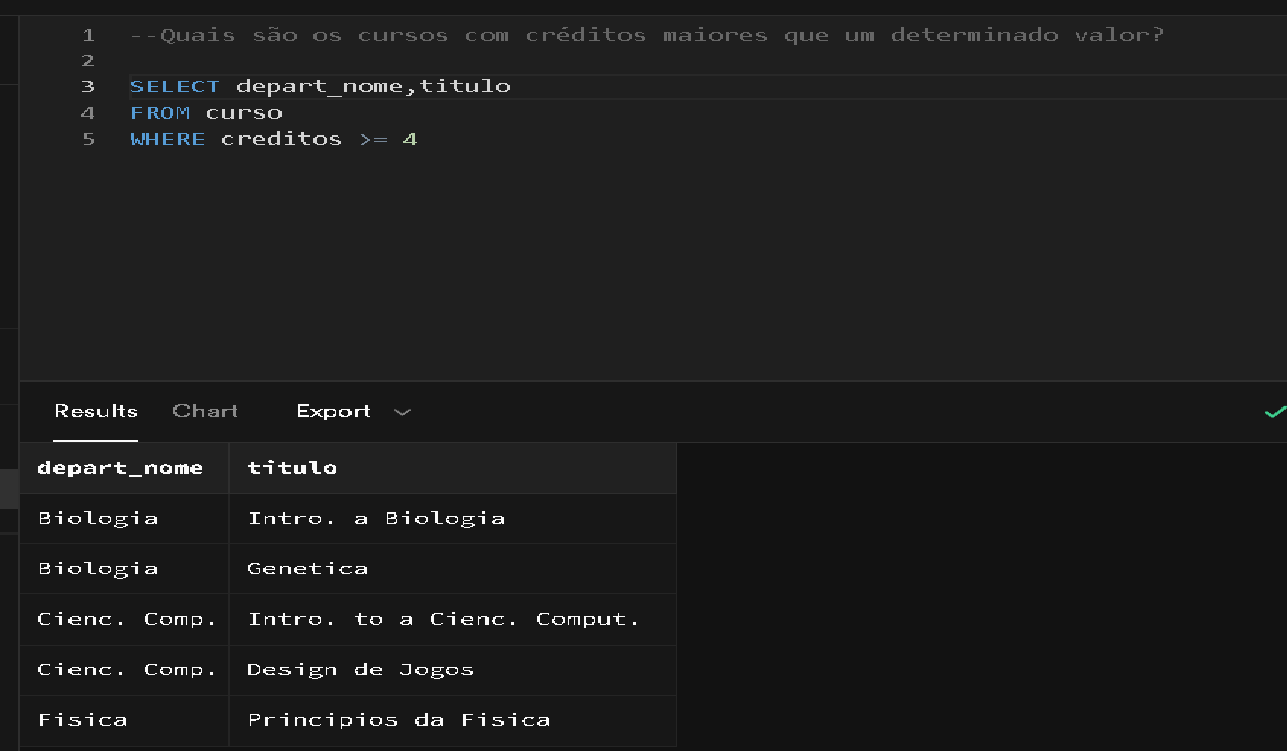 1 --Quais são os cursos com créditos maiores que um determinado valor?
2
3 SELECT depart_nome,titulo
4 FROM curso
5 WHERE creditos >= 4
Results Chart Export
depart_nome titulo
Biologia Intro. a Biologia
Biologia Genetica
Cienc. Comp. Intro. to a Cienc. Comput.
Cienc. Comp. Design de Jogos
Fisica Principios da Fisica